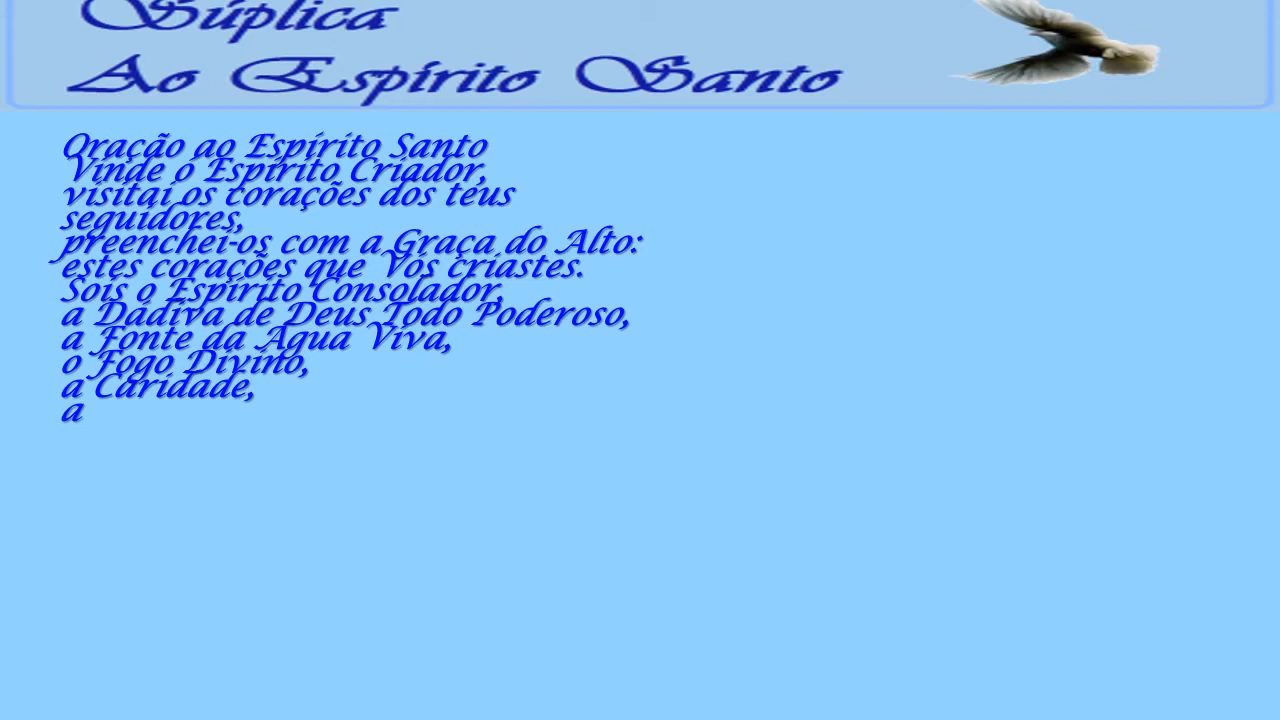 Súplica
Ao Espírito Santo
Oração ao Espírito Santo
Vinde ó Espírito Criador,
visitai os corações dos teus
seguidores,
preenchei-os com a Graça do Alto:
estes corações que Vós criastes.
Sois o Espírito Consolador,
a Dádiva de Deus Todo Poderoso,
a Fonte da Água Viva,
o Fogo Divino,
a Caridade,
a